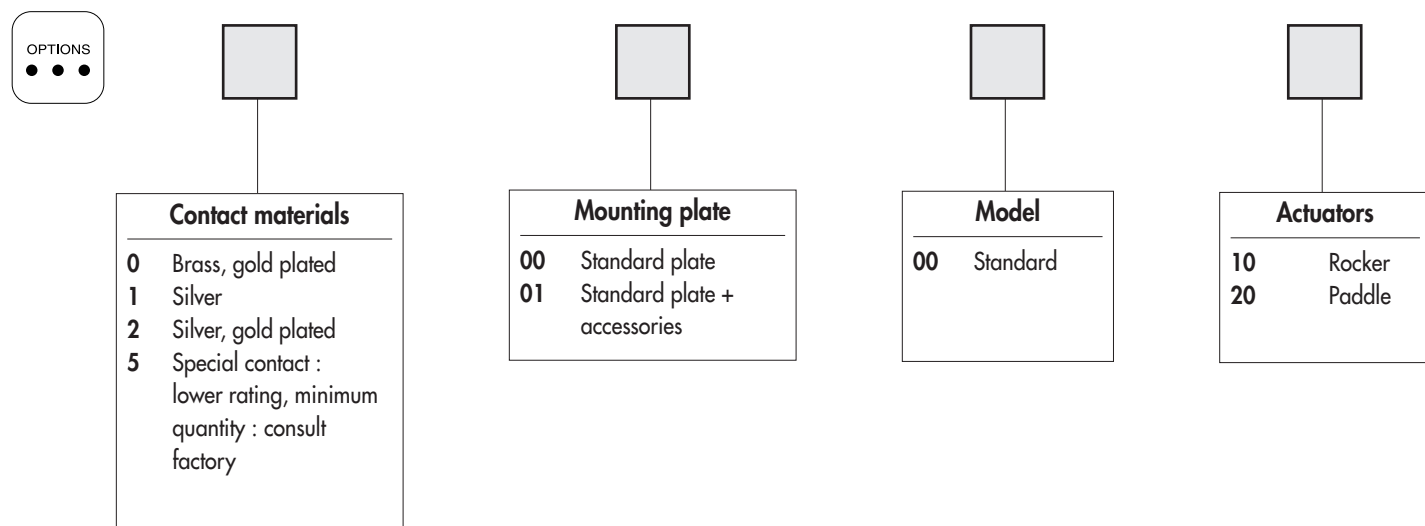 OPTIONS
Contact materials
0 Brass, gold plated
1 Silver
2 Silver, gold plated
5 Special contact :
lower rating, minimum
quantity : consult
factory
Mounting plate
00 Standard plate
01 Standard plate +
accessories
Model
00 Standard
Actuators
10 Rocker
20 Paddle